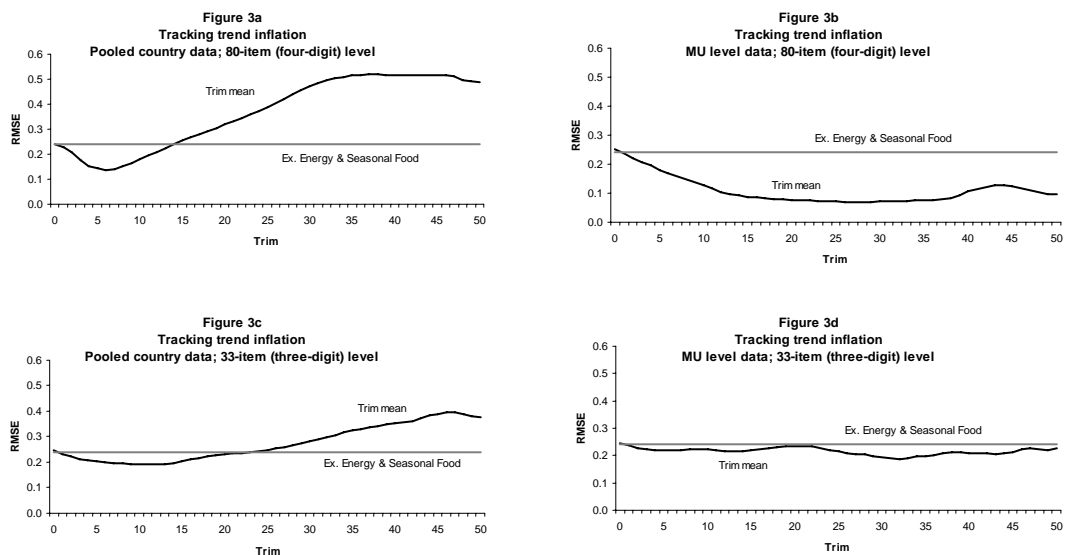 Figure 3a
Tracking trend inflation
Pooled country data; 80-item (four-digit) level
0.6
0.5
0.4
0.3
0.2
0.1
0.0
RMSE
Trim mean
Ex. Energy & Seasonal Food
0 5 10 15 20 25 30 35 40 45 50
Trim
Figure 3b
Tracking trend inflation
MU level data; 80-item (four-digit) level
0.6
0.5
0.4
0.3
0.2
0.1
0.0
RMSE
Ex. Energy & Seasonal Food
Trim mean
0 5 10 15 20 25 30 35 40 45 50
Trim
Figure 3c
Tracking trend inflation
Pooled country data; 33-item (three-digit) level
0.6
0.5
0.4
0.3
0.2
0.1
0.0
RMSE
Trim mean
Ex. Energy & Seasonal Food
0 5 10 15 20 25 30 35 40 45 50
Trim
Figure 3d
Tracking trend inflation
MU level data; 33-item (three-digit) level
0.6
0.5
0.4
0.3
0.2
0.1
0.0
RMSE
Ex. Energy & Seasonal Food
Trim mean
0 5 10 15 20 25 30 35 40 45 50
Trim